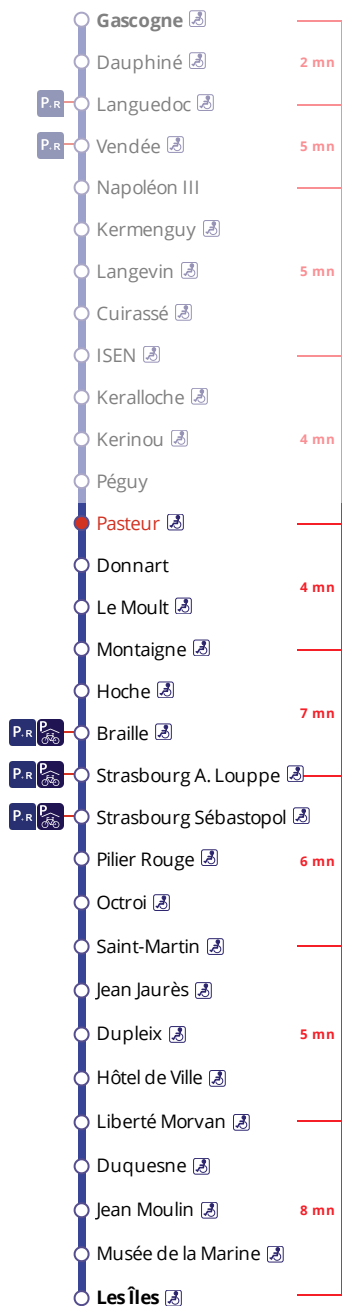 Gascogne
Dauphiné 2 mn
P+R Languedoc
P+R Vendée 5 mn
Napoléon III
Kermenguy
Langevin 5 mn
Cuirassé
ISEN
Keralloche
Kerinou 4 mn
Péguy
Pasteur
Donnart
4 mn
Le Moult
Montaigne
Hoche
7 mn
P+R P Braille
P+R P Strasbourg A. Louppe
P+R P Strasbourg Sébastopol
Pilier Rouge 6 mn
Octroi
Saint-Martin
Jean Jaurès
Dupleix 5 mn
Hôtel de Ville
Liberté Morvan
Duquesne
Jean Moulin 8 mn
Musée de la Marine
Les Îles